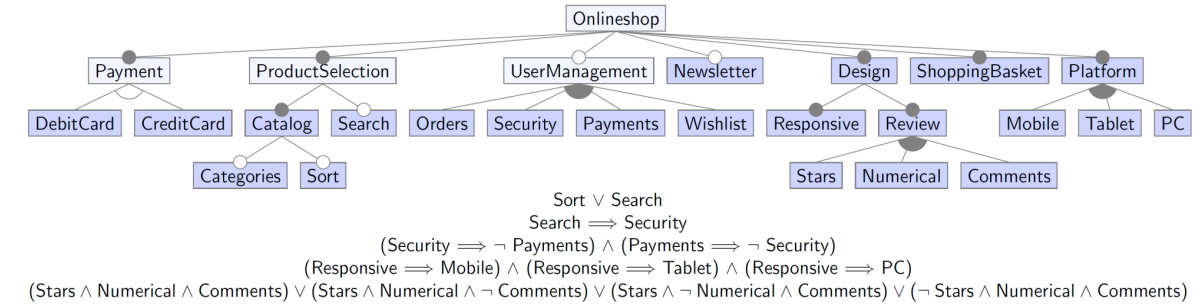 Onlineshop
Payment ProductSelection UserManagement Newsletter Design ShoppingBasket Platform
DebitCard CreditCard Catalog Search Orders Security Payments Wishlist Responsive Review Mobile Tablet PC
Categories Sort Stars Numerical Comments
Sort ∨ Search
Search ⟹ Security
(Security ⟹ ¬ Payments) ∧ (Payments ⟹ ¬ Security)
(Responsive ⟹ Mobile) ∧ (Responsive ⟹ Tablet) ∧ (Responsive ⟹ PC)
(Stars ∧ Numerical ∧ Comments) ∨ (Stars ∧ Numerical ∧ ¬ Comments) ∨ (Stars ∧ ¬ Numerical ∧ Comments) ∨ (¬ Stars ∧ Numerical ∧ Comments)